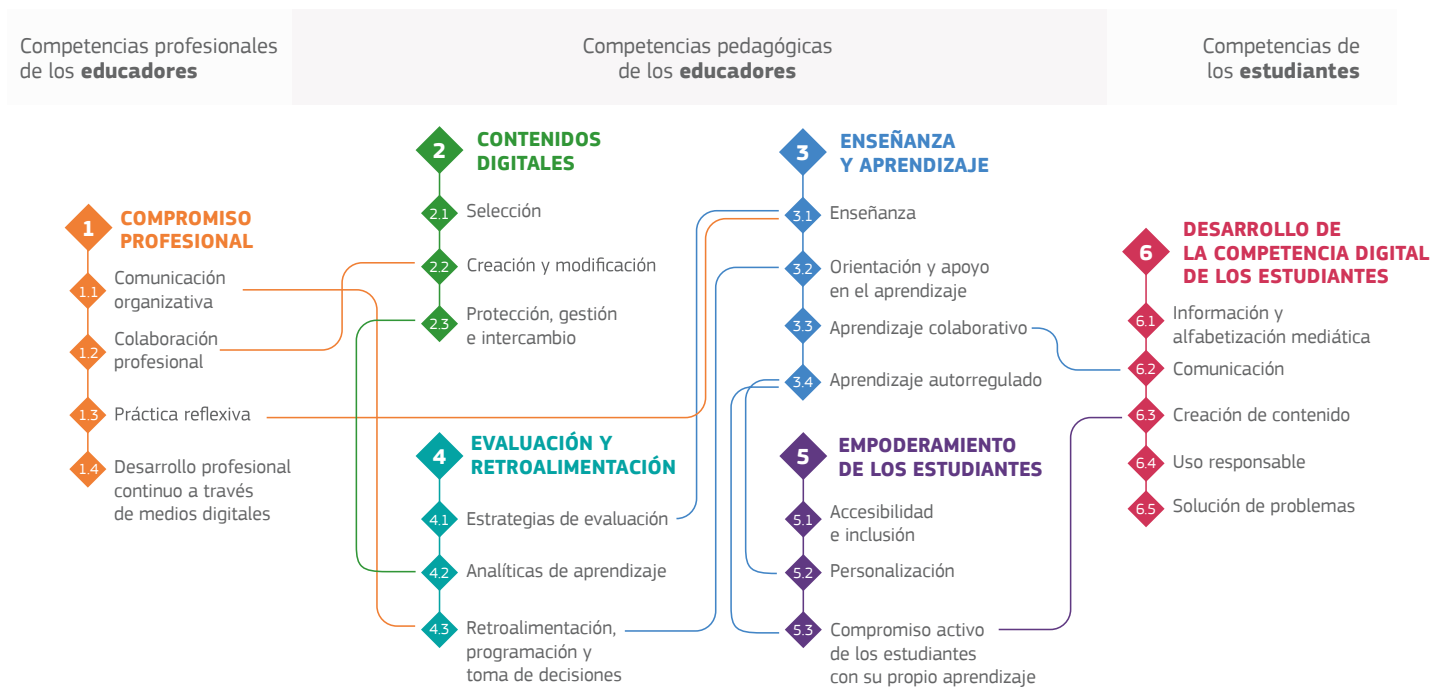 Competencias profesionales
de los educadores
Competencias pedagógicas
de los educadores
Competencias de
los estudiantes
1
COMPROMISO
PROFESIONAL
1.1
Comunicación
organizativa
1.2
Colaboración
profesional
1.3
Práctica reflexiva
1.4
Desarrollo profesional
continuo a través
de medios digitales
2
CONTENIDOS
DIGITALES
2.1
Selección
2.2
Creación y modificación
2.3
Protección, gestión
e intercambio
3
ENSEÑANZA
Y APRENDIZAJE
3.1
Enseñanza
3.2
Orientación y apoyo
en el aprendizaje
3.3
Aprendizaje colaborativo
3.4
Aprendizaje autorregulado
4
EVALUACIÓN Y
RETROALIMENTACIÓN
4.1
Estrategias de evaluación
4.2
Analíticas de aprendizaje
4.3
Retroalimentación,
programación y
toma de decisiones
5
EMPODERAMIENTO
DE LOS ESTUDIANTES
5.1
Accesibilidad
e inclusión
5.2
Personalización
5.3
Compromiso activo
de los estudiantes
con su propio aprendizaje
6
DESARROLLO DE
LA COMPETENCIA DIGITAL
DE LOS ESTUDIANTES
6.1
Información y
alfabetización mediática
6.2
Comunicación
6.3
Creación de contenido
6.4
Uso responsable
6.5
Solución de problemas